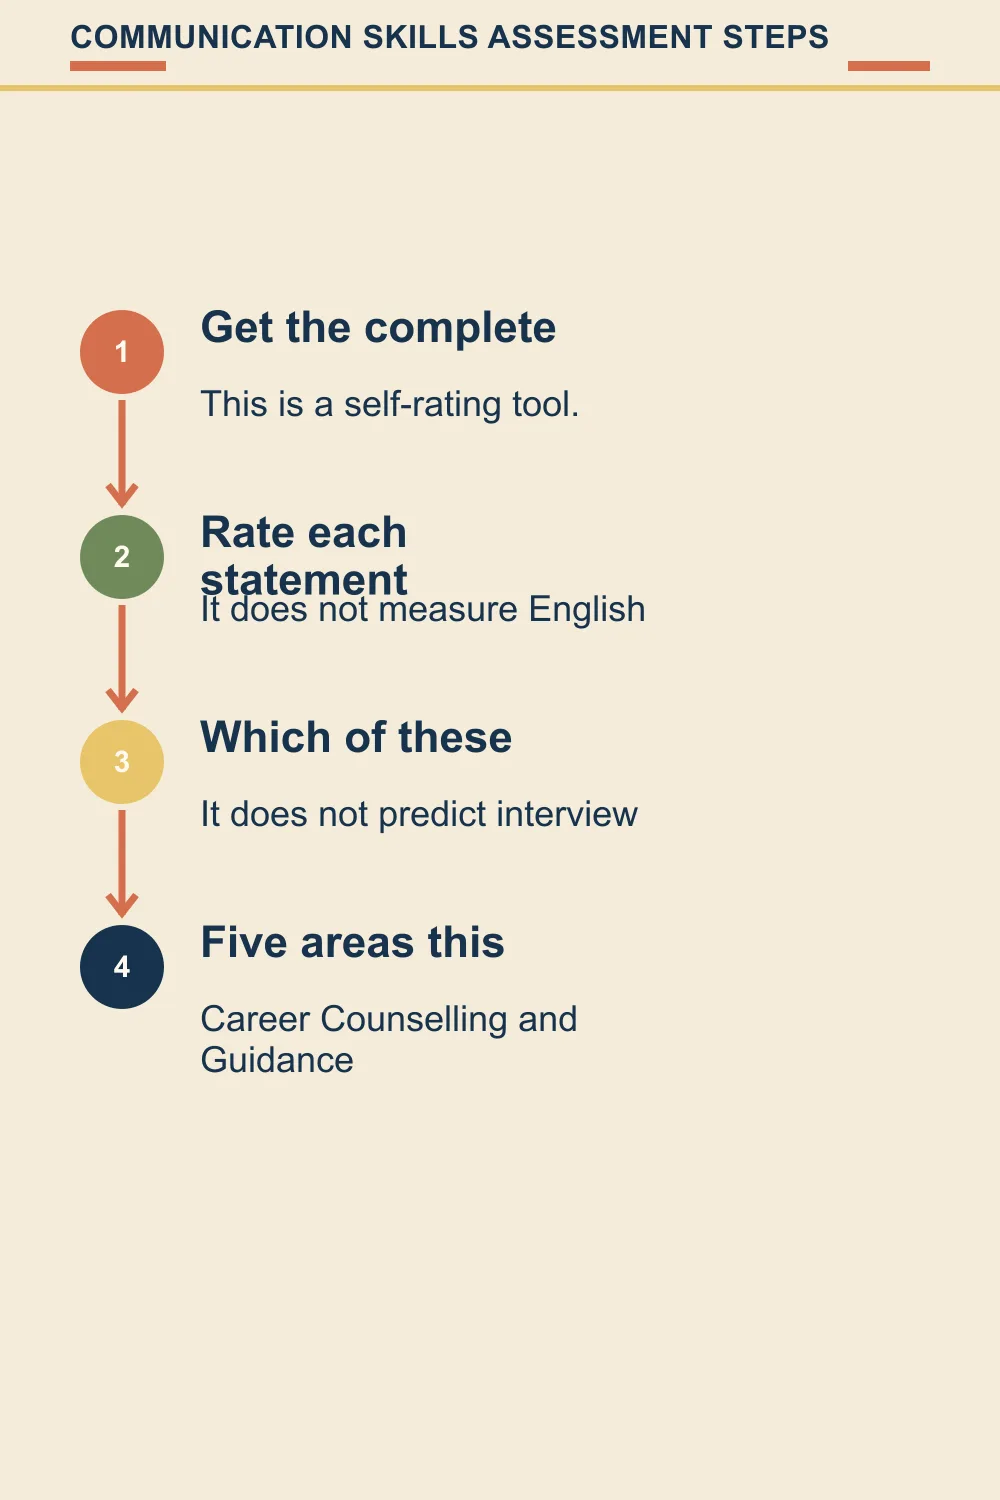 COMMUNICATION SKILLS ASSESSMENT STEPS
1
Get the complete
This is a self-rating tool.
2
Rate each
statement
It does not measure English
3
Which of these
It does not predict interview
4
Five areas this
Career Counselling and
Guidance